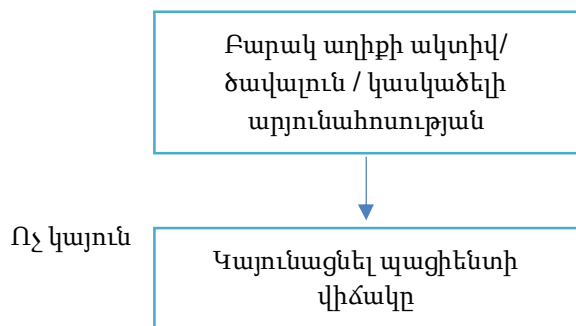 Բարակ աղիքի ակտիվ/
ծավալուն / կասկածելի
արյունահոսության
Ոչ կայուն
Կայունացնել պացիենտի
վիճակը